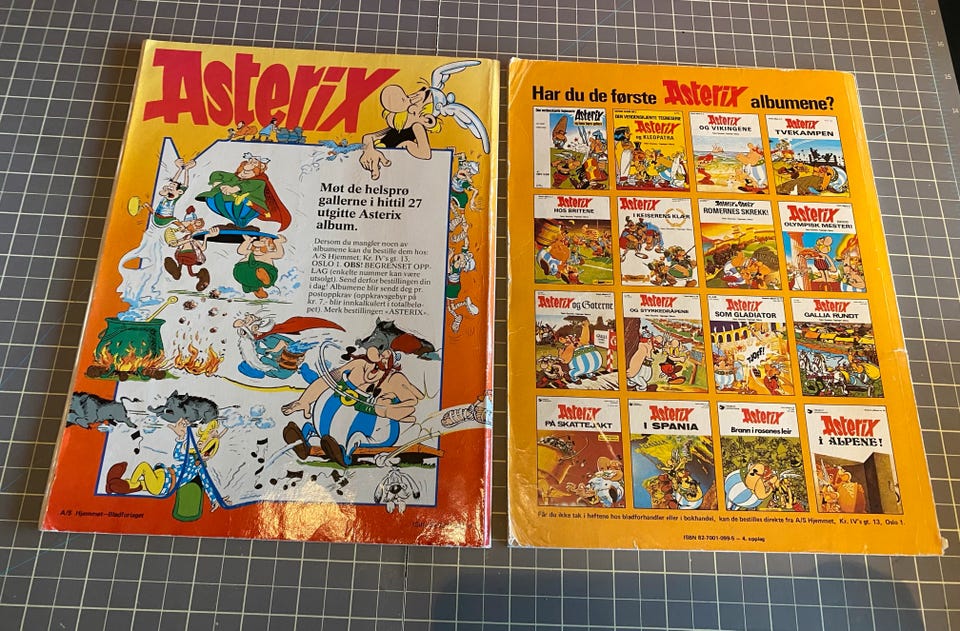 Asterix
Møt de helsprø
gallerne i hittil 27
utgitte Asterix
album.
Dersom du mangler noen av
albumene kan du bestille dem hos:
A/S Hjemmet, Kr. IV's gt. 13,
OSLO 1. OBS! BEGRENSET OPP-
LAG (enkelte nummer kan være
utsolgt). Send derfor bestillingen din
i dag! Albumene blir sendt deg pr.
postoppkrav (oppkravsgebyr på
kr. 7,- blir innkalkulert i totalbelø-
pet). Merk bestillingen «ASTERIX».
A/S Hjemmet—Bladforlaget
Har du de første Asterix albumene?
Asterix
Asterix
og KLEOPATRA
Asterix
OG VIKINGENE
Asterix
TVEKAMPEN
Asterix
HOS BRITENE
Asterix
I KEISERENS KLÆR
Asterix & Obelix
ROMERNES SKREKK!
Asterix
OLYMPISK MESTER!
Asterix og Goterne
Asterix
OG STYRKEDRÅPENE
Asterix
SOM GLADIATOR
TJOFF!
Asterix
GALLIA RUNDT
Asterix
PÅ SKATTEJAKT
Asterix
I SPANIA
Asterix
Brann i rosenes leir
Asterix
i ALPENE!
Får du ikke tak i heftene hos bladforhandler eller i bokhandel, kan de bestilles direkte fra A/S Hjemmet, Kr. IV's gt. 13, Oslo 1.
ISBN 82-7001-099-5 — 4. opplag